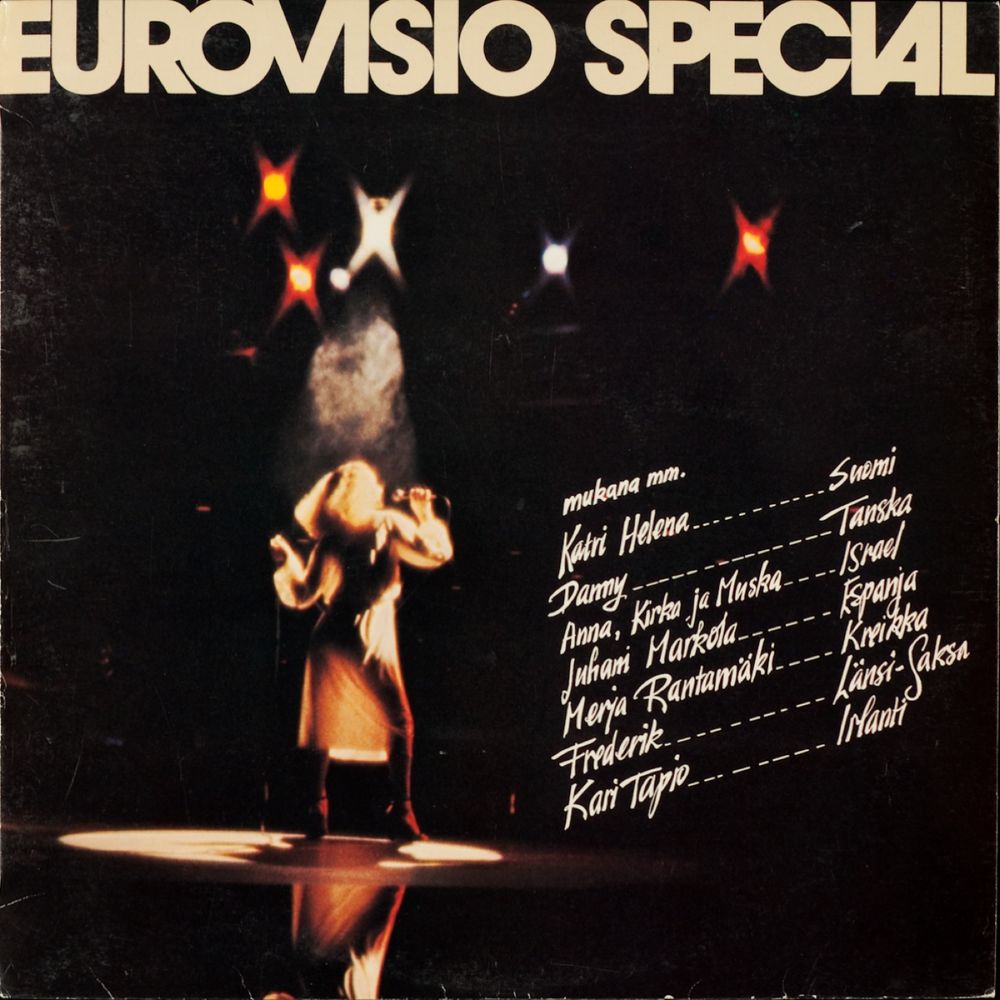 EUROVISIO SPECIAL
mukana mm.
Katri Helena Suomi
Danny Tanska
Anna, Kirka ja Muska Israel
Juhani Markola Espanja
Merja Rantamäki Kreikka
Frederik Länsi-Saksa
Kari Tapio Irlanti